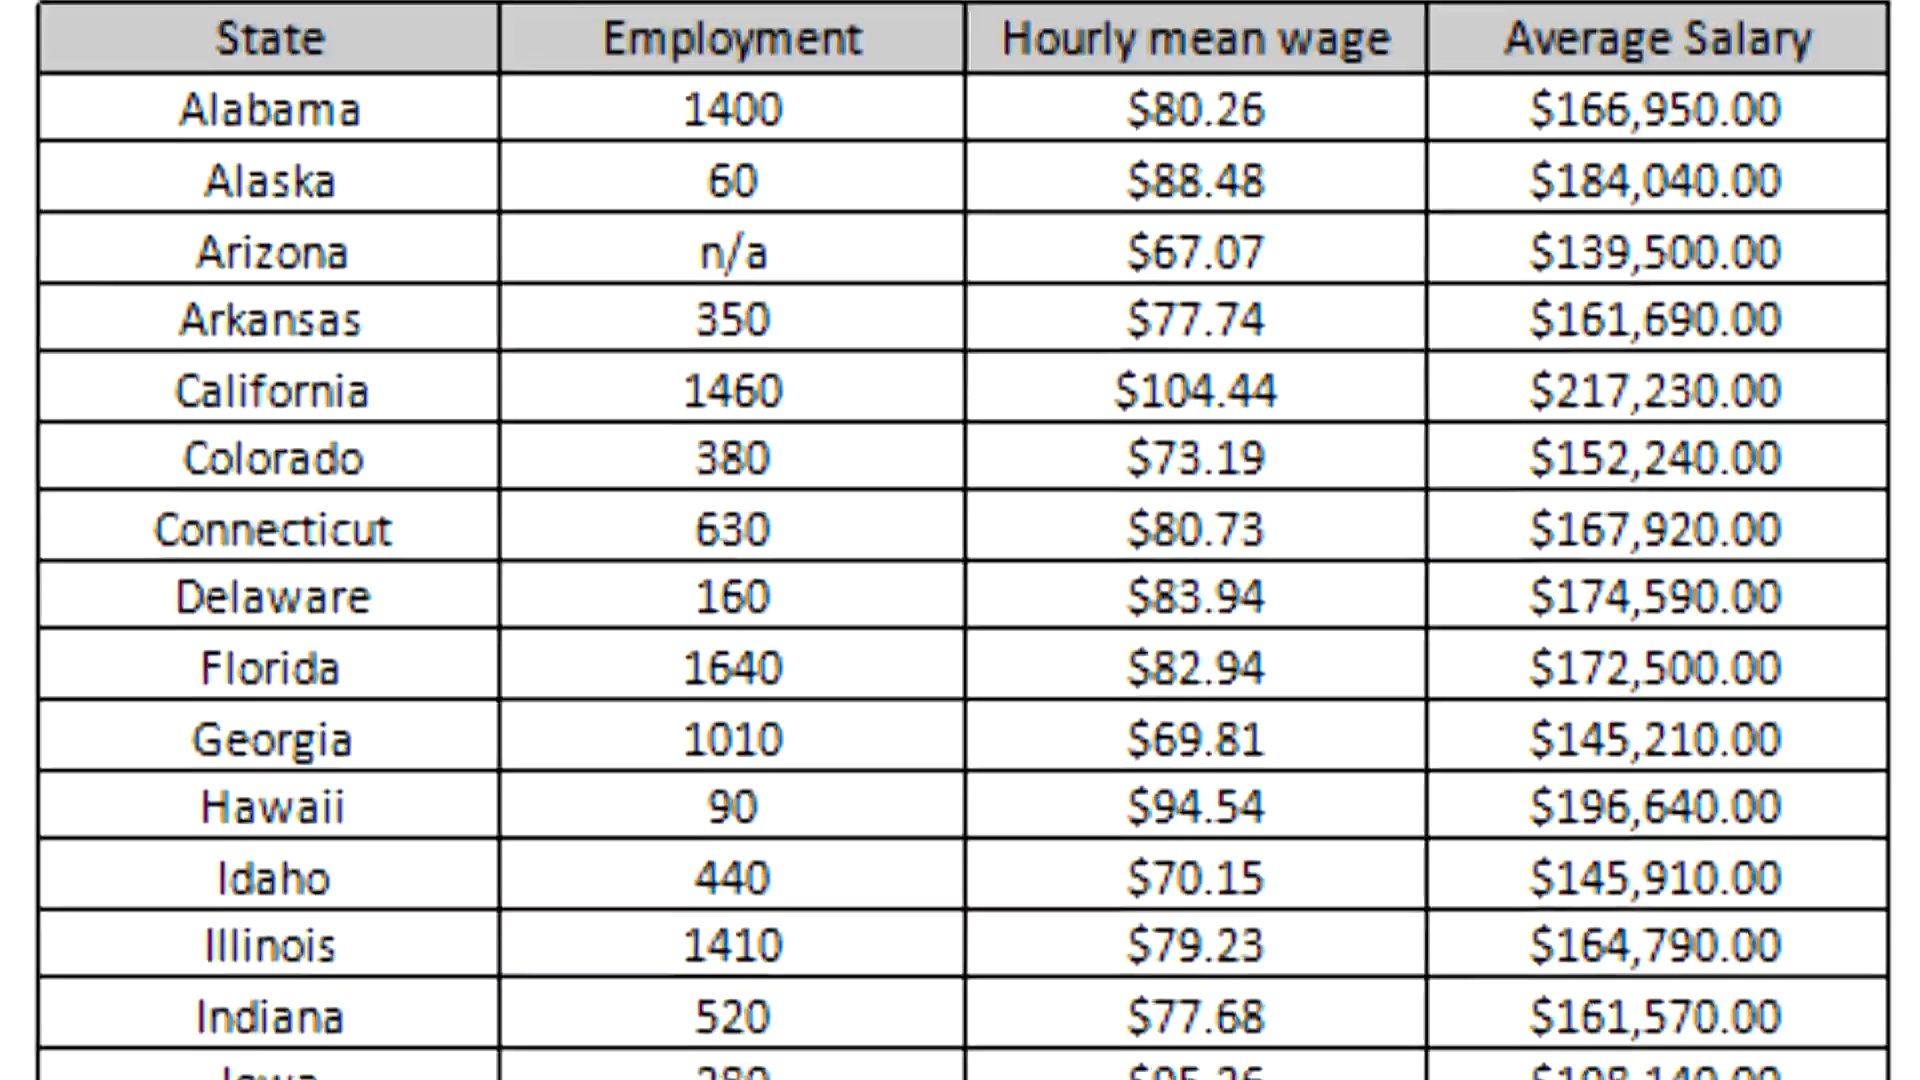 State Employment Hourly mean wage Average Salary
Alabama 1400 $80.26 $166,950.00
Alaska 60 $88.48 $184,040.00
Arizona n/a $67.07 $139,500.00
Arkansas 350 $77.74 $161,690.00
California 1460 $104.44 $217,230.00
Colorado 380 $73.19 $152,240.00
Connecticut 630 $80.73 $167,920.00
Delaware 160 $83.94 $174,590.00
Florida 1640 $82.94 $172,500.00
Georgia 1010 $69.81 $145,210.00
Hawaii 90 $94.54 $196,640.00
Idaho 440 $70.15 $145,910.00
Illinois 1410 $79.23 $164,790.00
Indiana 520 $77.68 $161,570.00
Iowa